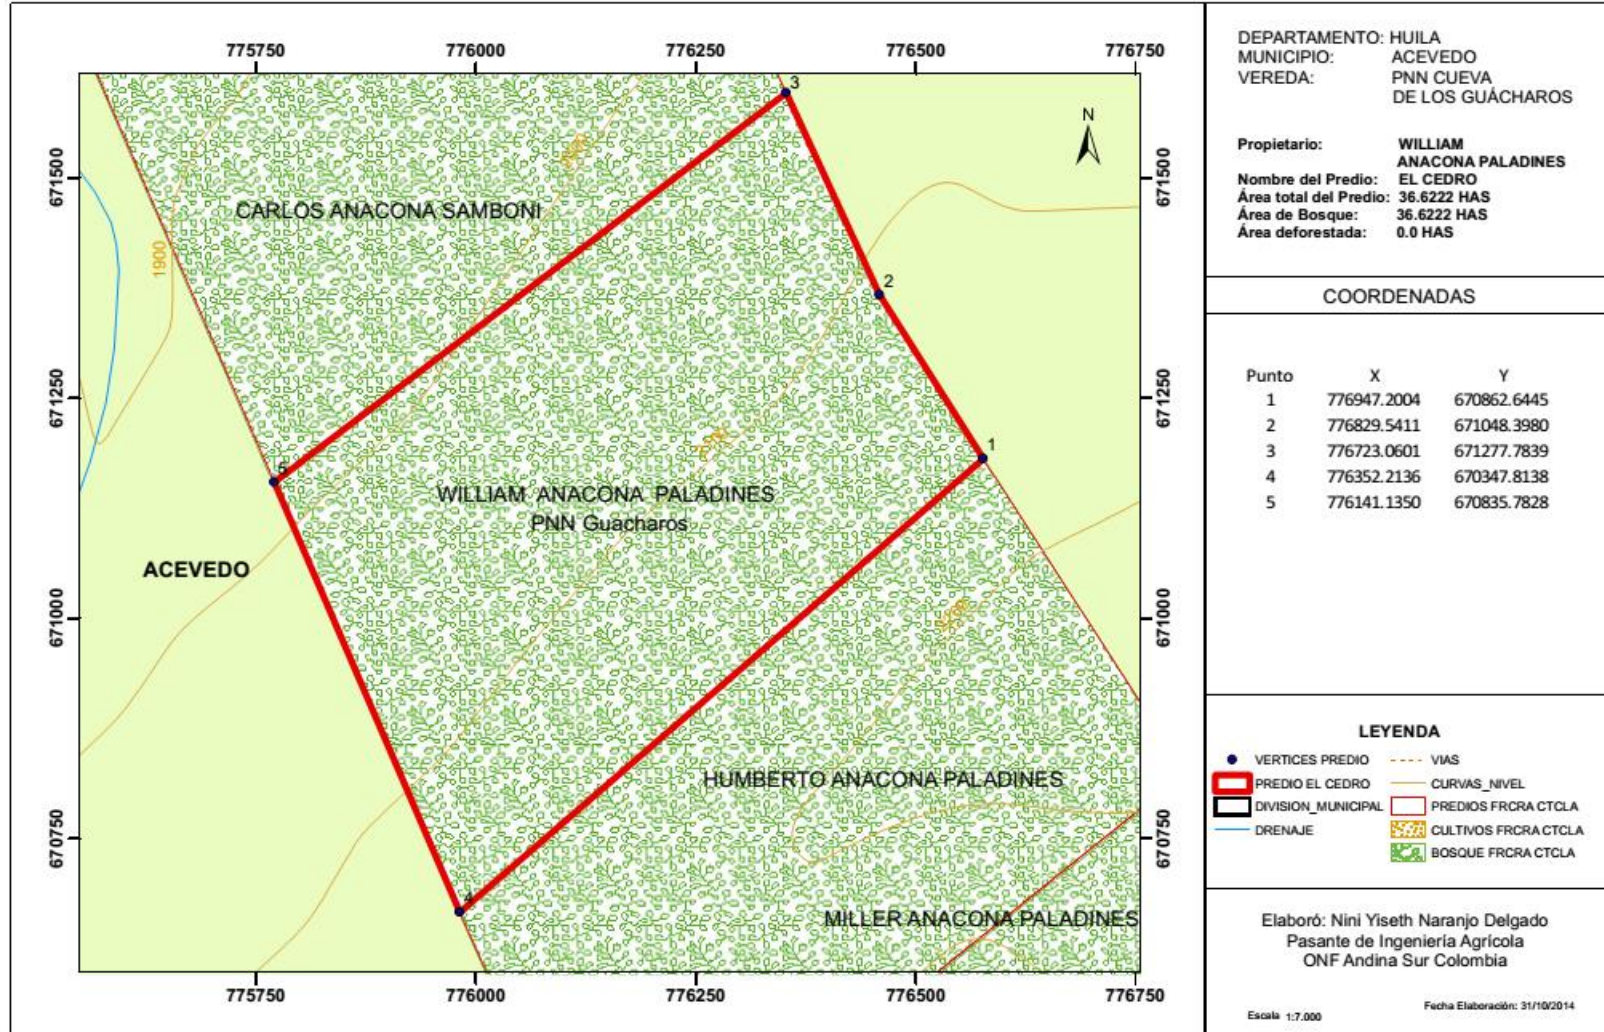 775750 776000 776250 776500 776750
671500 671500
671250 671250
671000 671000
670750 670750
775750 776000 776250 776500 776750
N
3
2
1
5
4
CARLOS ANACONA SAMBONI
1900
WILLIAM ANACONA PALADINES
PNN Guacharos
ACEVEDO
HUMBERTO ANACONA PALADINES
MILLER ANACONA PALADINES
DEPARTAMENTO: HUILA
MUNICIPIO: ACEVEDO
VEREDA: PNN CUEVA
DE LOS GUÁCHAROS
Propietario: WILLIAM
ANACONA PALADINES
Nombre del Predio: EL CEDRO
Área total del Predio: 36.6222 HAS
Área de Bosque: 36.6222 HAS
Área deforestada: 0.0 HAS
COORDENADAS
Punto X Y
1 776947.2004 670862.6445
2 776829.5411 671048.3980
3 776723.0601 671277.7839
4 776352.2136 670347.8138
5 776141.1350 670835.7828
LEYENDA
VERTICES PREDIO VIAS
PREDIO EL CEDRO CURVAS_NIVEL
DIVISION_MUNICIPAL PREDIOS FRCRA CTCLA
DRENAJE CULTIVOS FRCRA CTCLA
BOSQUE FRCRA CTCLA
Elaboró: Nini Yiseth Naranjo Delgado
Pasante de Ingeniería Agrícola
ONF Andina Sur Colombia
Fecha Elaboración: 31/10/2014
Escala 1:7.000